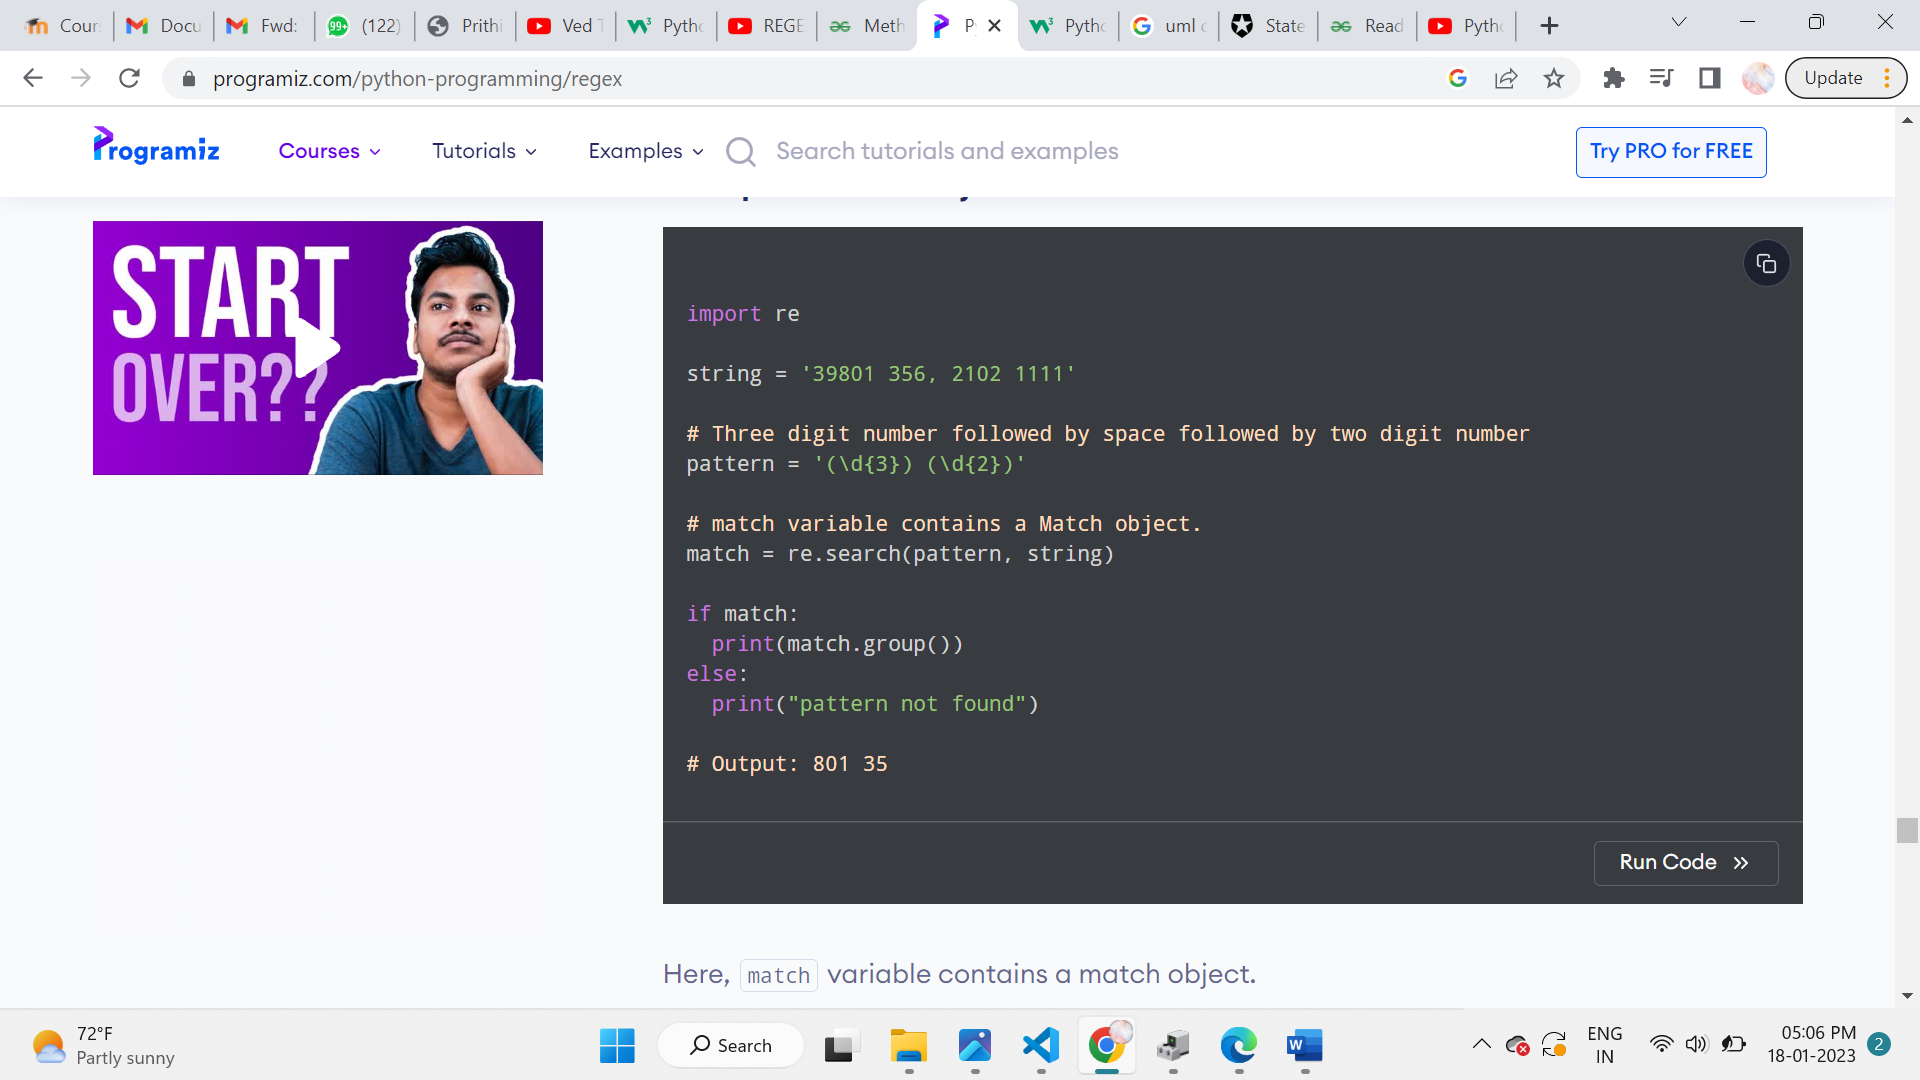 Cour
Docu
Fwd:
99+
(122)
Prithi
Ved T
Pytho
REGE
Meth
Py
Pytho
uml c
State
Read
Pytho
programiz.com/python-programming/regex
Update
Programiz
Courses
Tutorials
Examples
Search tutorials and examples
Try PRO for FREE
START
OVER??
import re
string = '39801 356, 2102 1111'
# Three digit number followed by space followed by two digit number
pattern = '(\d{3}) (\d{2})'
# match variable contains a Match object.
match = re.search(pattern, string)
if match:
  print(match.group())
else:
  print("pattern not found")
# Output: 801 35
Run Code
Here, match variable contains a match object.
72°F
Partly sunny
Search
ENG
IN
05:06 PM
18-01-2023
2